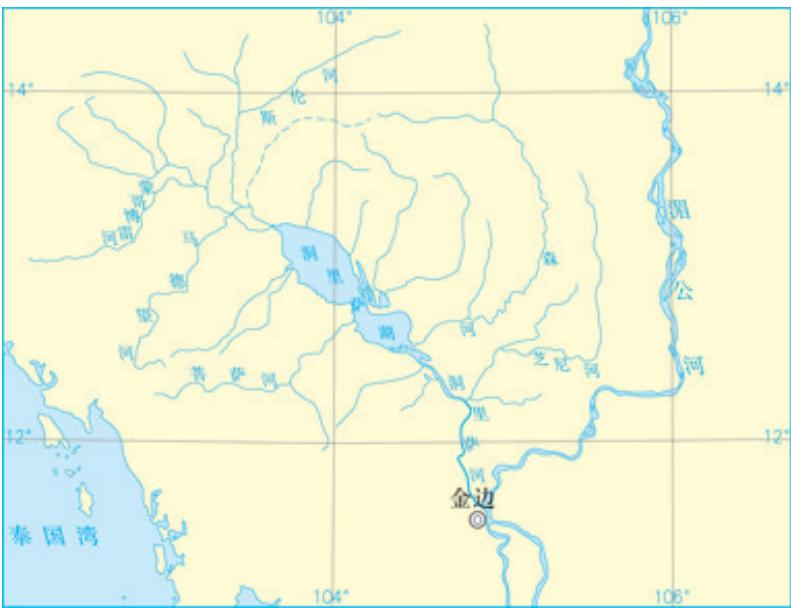 104°
106°
14°
14°
斯伦河
蒙哥博雷河
马德望河
洞里萨湖
森河
湄公河
菩萨河
芝尼河
洞里萨河
12°
12°
金边
泰国湾
104°
106°